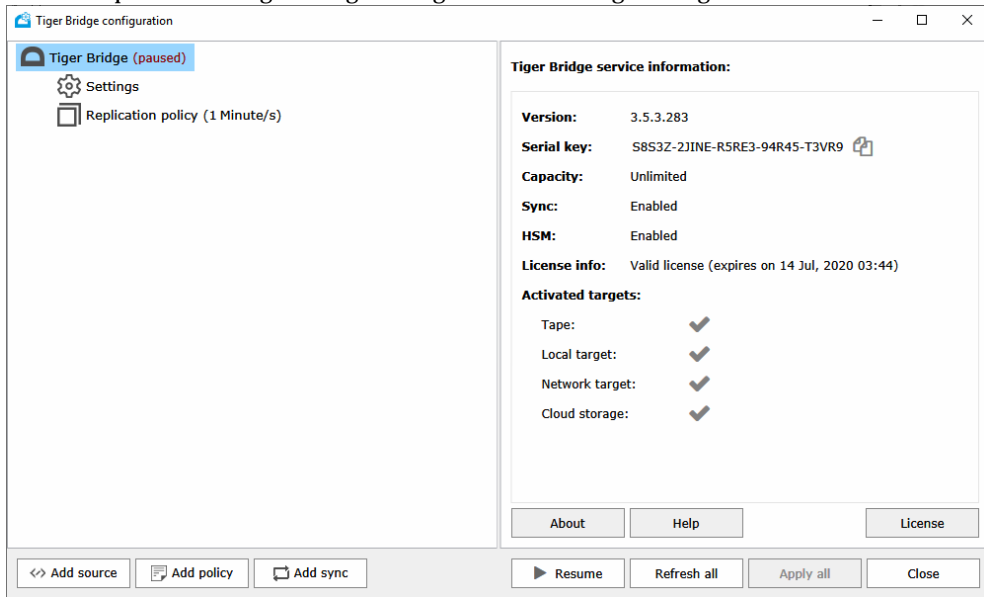 Tiger Bridge configuration
Tiger Bridge (paused)
Settings
Replication policy (1 Minute/s)
Tiger Bridge service information:
Version: 3.5.3.283
Serial key: S8S3Z-2JINE-R5RE3-94R45-T3VR9
Capacity: Unlimited
Sync: Enabled
HSM: Enabled
License info: Valid license (expires on 14 Jul, 2020 03:44)
Activated targets:
Tape:
Local target:
Network target:
Cloud storage:
About Help License
Add source Add policy Add sync Resume Refresh all Apply all Close